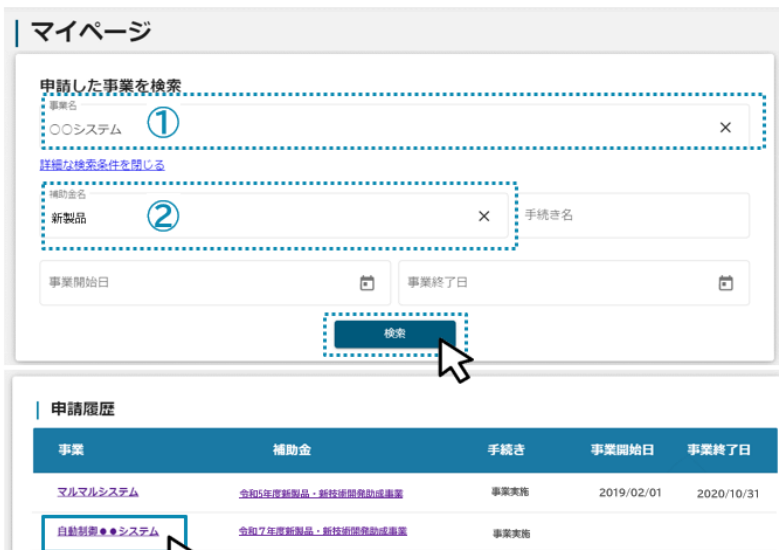 マイページ
申請した事業を検索
事業名
○○システム ① ×
詳細な検索条件を閉じる
補助金名
新製品 ② × 手続き名
事業開始日 事業終了日
検索
申請履歴
事業 補助金 手続き 事業開始日 事業終了日
マルマルシステム 令和5年度新製品・新技術開発助成事業 事業実施 2019/02/01 2020/10/31
自動制御●●システム 令和７年度新製品・新技術開発助成事業 事業実施